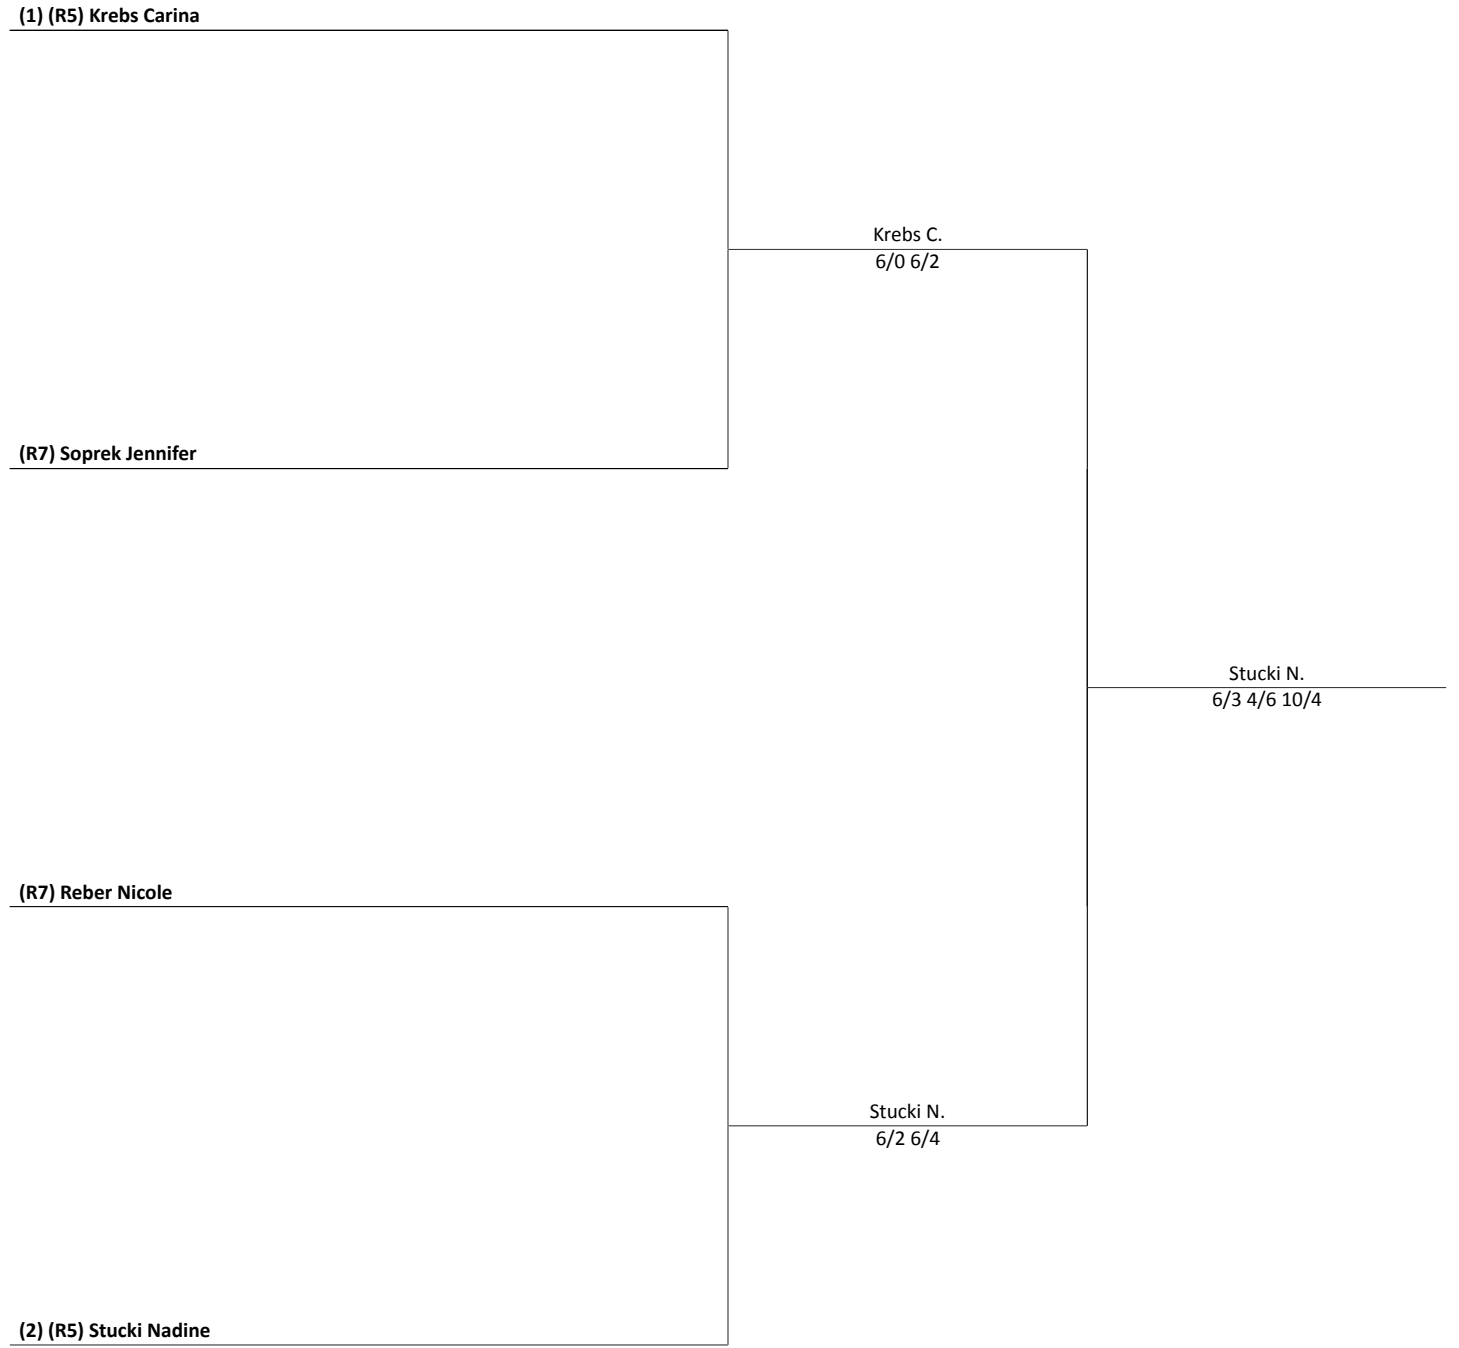 (1) (R5) Krebs Carina
Krebs C.
6/0 6/2
(R7) Soprek Jennifer
Stucki N.
6/3 4/6 10/4
(R7) Reber Nicole
Stucki N.
6/2 6/4
(2) (R5) Stucki Nadine